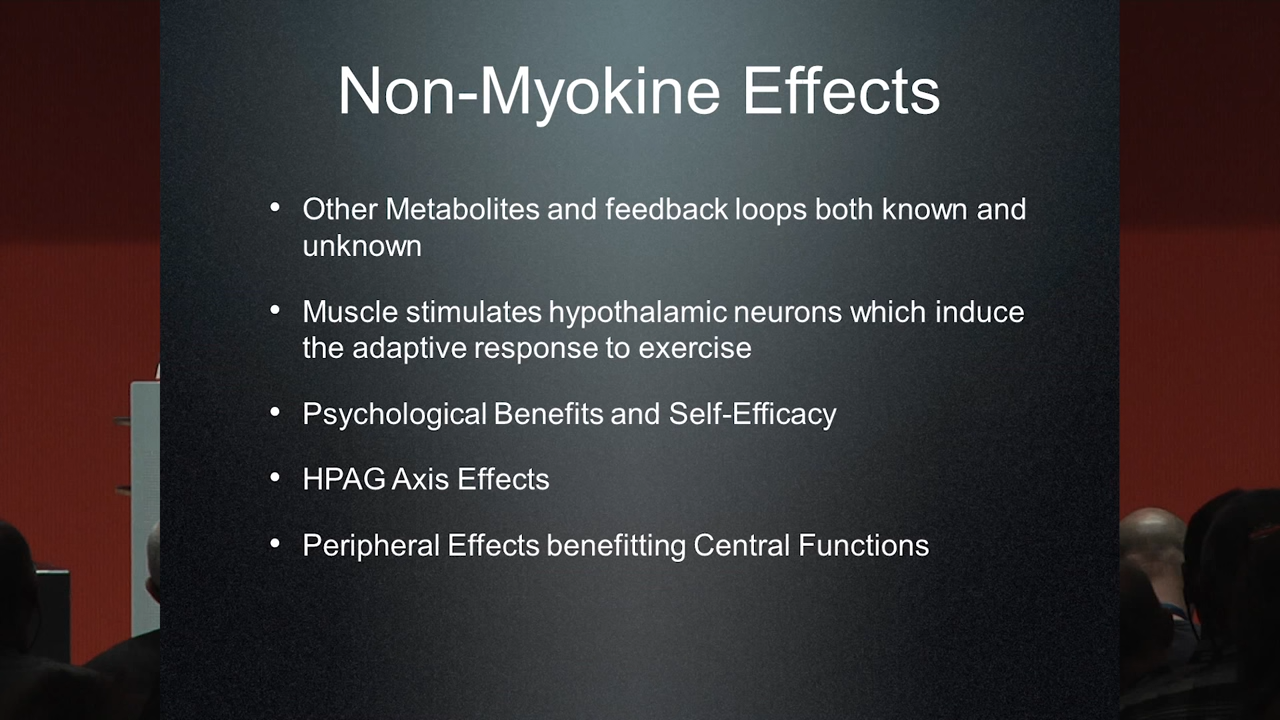 Non-Myokine Effects
• Other Metabolites and feedback loops both known and
unknown
• Muscle stimulates hypothalamic neurons which induce
the adaptive response to exercise
• Psychological Benefits and Self-Efficacy
• HPAG Axis Effects
• Peripheral Effects benefitting Central Functions